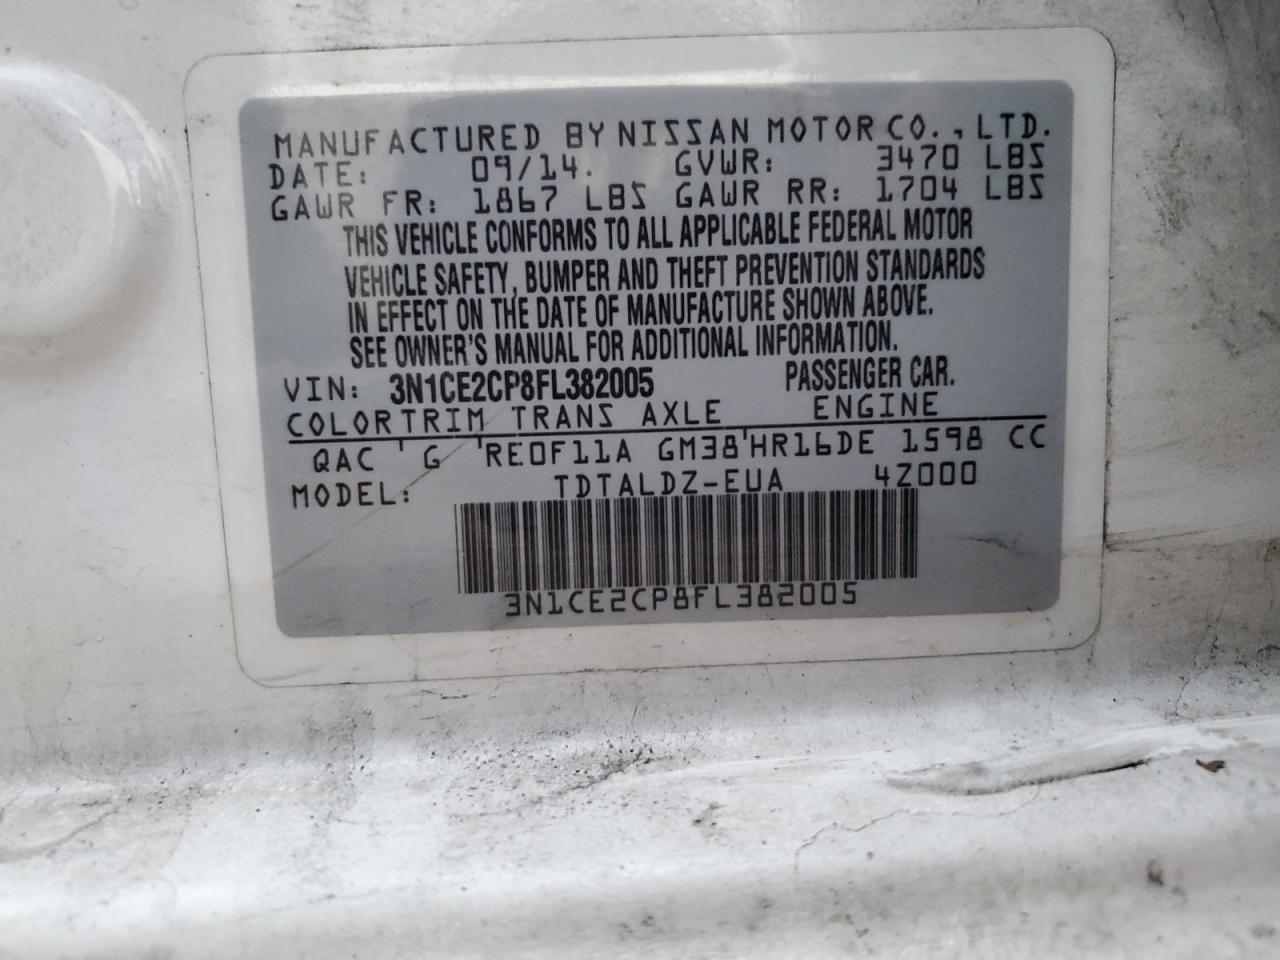 MANUFACTURED BY NISSAN MOTOR CO., LTD.
DATE: 09/14. GVWR: 3470 LBS
GAWR FR: 1867 LBS GAWR RR: 1704 LBS
THIS VEHICLE CONFORMS TO ALL APPLICABLE FEDERAL MOTOR
VEHICLE SAFETY, BUMPER AND THEFT PREVENTION STANDARDS
IN EFFECT ON THE DATE OF MANUFACTURE SHOWN ABOVE.
SEE OWNER'S MANUAL FOR ADDITIONAL INFORMATION.
VIN: 3N1CE2CP8FL382005 PASSENGER CAR.
COLOR TRIM TRANS AXLE ENGINE
QAC G RE0F11A GM38 HR16DE 1598 CC
MODEL: TDTALDZ-EUA 4Z000
3N1CE2CP8FL382005